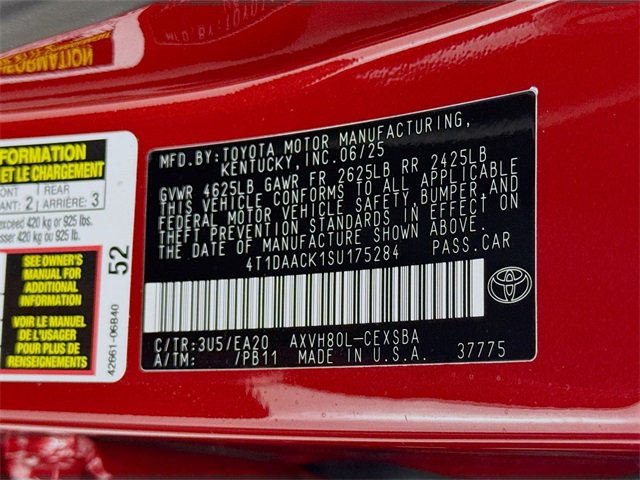 FORMATION
ET LE CHARGEMENT
REAR
2 ARRIÈRE: 3
exceed 420 kg or 925 lbs.
sser 420 kg ou 925 lb.
SEE OWNER'S
MANUAL FOR
ADDITIONAL
INFORMATION
VOIR LE MANUEL
DE L'USAGER
POUR PLUS DE
RENSEIGNEMENTS
52
42661-06B40
MFD.BY:TOYOTA MOTOR MANUFACTURING,
KENTUCKY,INC.06/25
GVWR 4625LB GAWR FR 2625LB RR 2425LB
THIS VEHICLE CONFORMS TO ALL APPLICABLE
FEDERAL MOTOR VEHICLE SAFETY,BUMPER,AND
THEFT PREVENTION STANDARDS IN EFFECT ON
THE DATE OF MANUFACTURE SHOWN ABOVE.
4T1DAACK1SU175284 PASS.CAR
C/TR:3U5/EA20 AXVH80L-CEXSBA
A/TM: /PB11 MADE IN U.S.A. 37775